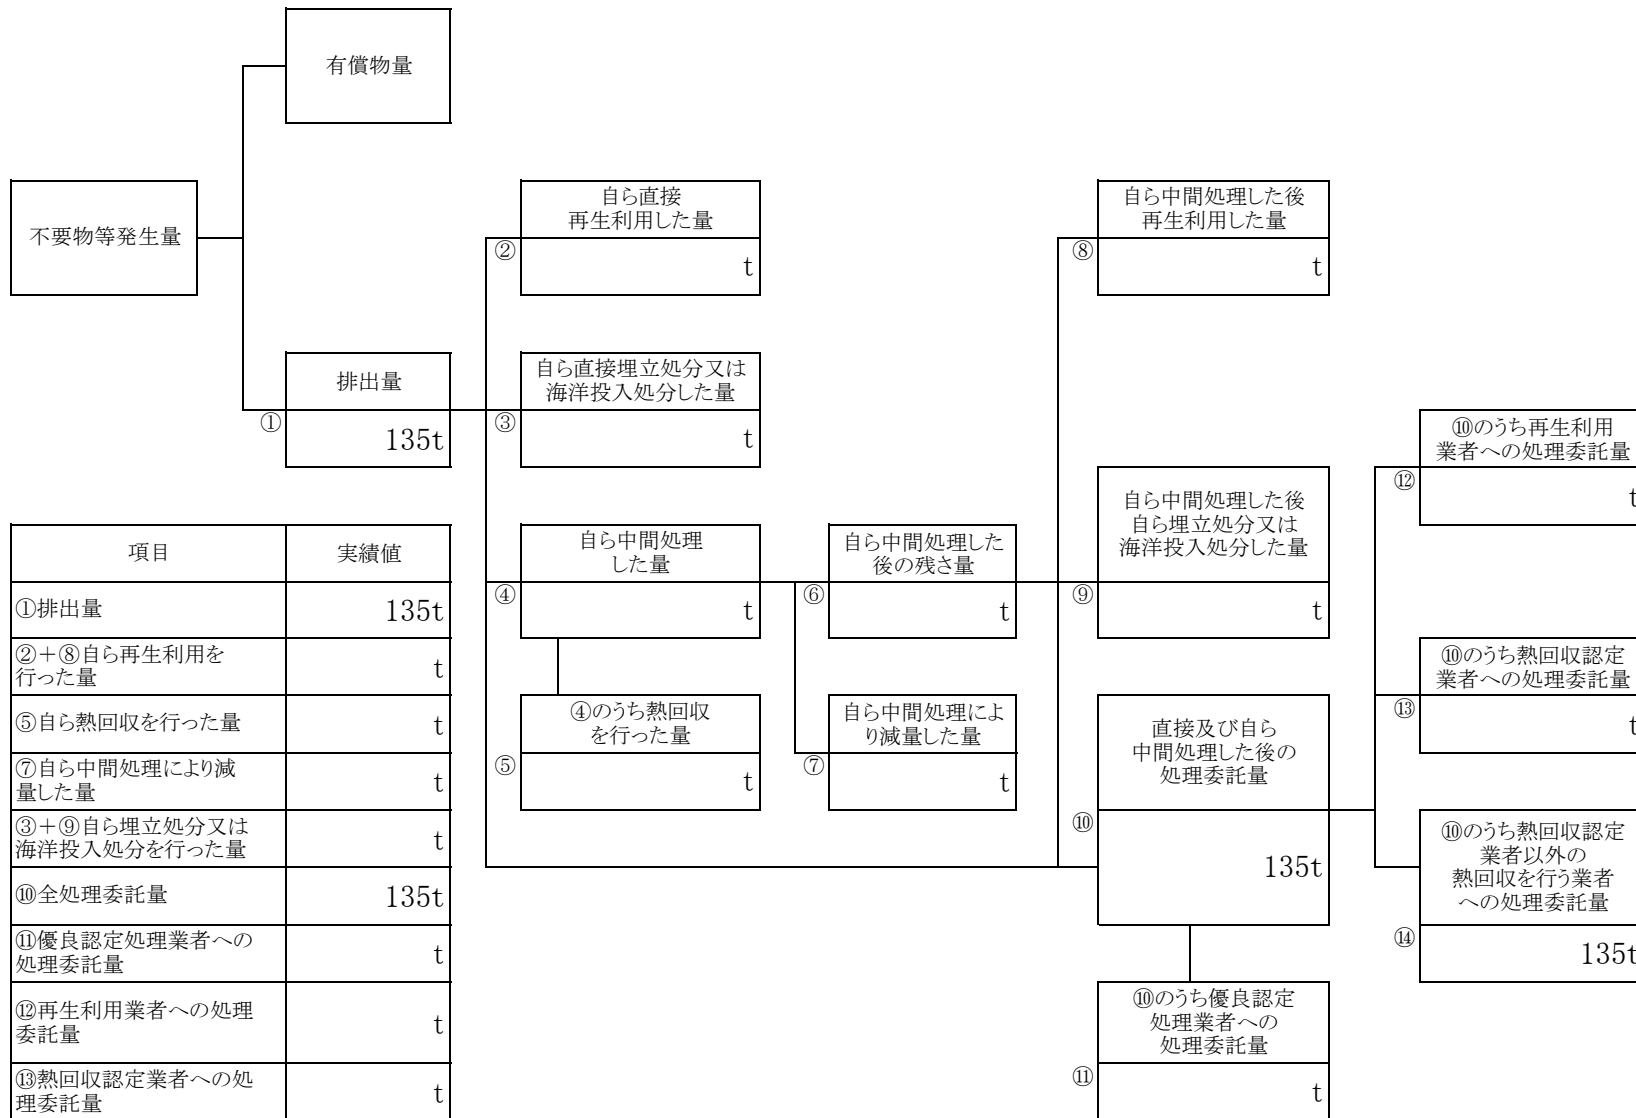 有償物量
不要物等発生量
自ら直接
再生利用した量
②
t
自ら中間処理した後
再生利用した量
⑧
t
排出量
①
135t
自ら直接埋立処分又は
海洋投入処分した量
③
t
⑩のうち再生利用
業者への処理委託量
⑫
t
自ら中間処理した後
自ら埋立処分又は
海洋投入処分した量
⑨
t
自ら中間処理
した量
④
t
自ら中間処理した
後の残さ量
⑥
t
④のうち熱回収
を行った量
⑤
t
自ら中間処理によ
り減量した量
⑦
t
直接及び自ら
中間処理した後の
処理委託量
⑩
135t
⑩のうち熱回収認定
業者への処理委託量
⑬
t
⑩のうち熱回収認定
業者以外の
熱回収を行う業者
への処理委託量
⑭
135t
⑩のうち優良認定
処理業者への
処理委託量
⑪
t
項目 実績値
①排出量 135t
②+⑧自ら再生利用を
行った量 t
⑤自ら熱回収を行った量 t
⑦自ら中間処理により減
量した量 t
③+⑨自ら埋立処分又は
海洋投入処分を行った量 t
⑩全処理委託量 135t
⑪優良認定処理業者への
処理委託量 t
⑫再生利用業者への処理
委託量 t
⑬熱回収認定業者への処
理委託量 t